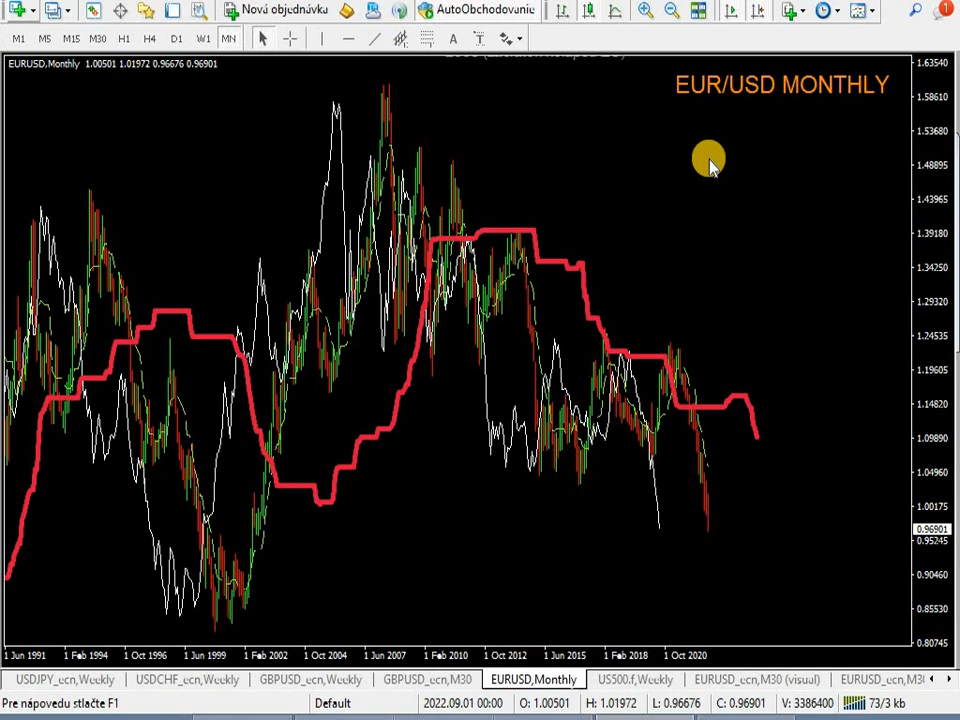 Nová objednávka
AutoObchodovanie
M1 M5 M15 M30 H1 H4 D1 W1 MN
A T
EURUSD,Monthly 1.00501 1.01972 0.96676 0.96901
EUR/USD MONTHLY
1.63540
1.58610
1.53680
1.48895
1.43965
1.39180
1.34250
1.29320
1.24535
1.19605
1.14820
1.09890
1.04960
1.00175
0.96901
0.95245
0.90460
0.85530
0.80745
1 Jun 1991 1 Feb 1994 1 Oct 1996 1 Jun 1999 1 Feb 2002 1 Oct 2004 1 Jun 2007 1 Feb 2010 1 Oct 2012 1 Jun 2015 1 Feb 2018 1 Oct 2020
USDJPY_ecn,Weekly USDCHF_ecn,Weekly GBPUSD_ecn,Weekly GBPUSD_ecn,M30 EURUSD,Monthly US500.f,Weekly EURUSD_ecn,M30 (visual) EURUSD_ecn,M30
Pre nápovedu stlačte F1 Default 2022.09.01 00:00 O: 1.00501 H: 1.01972 L: 0.96676 C: 0.96901 V: 3386400 73/3 kb